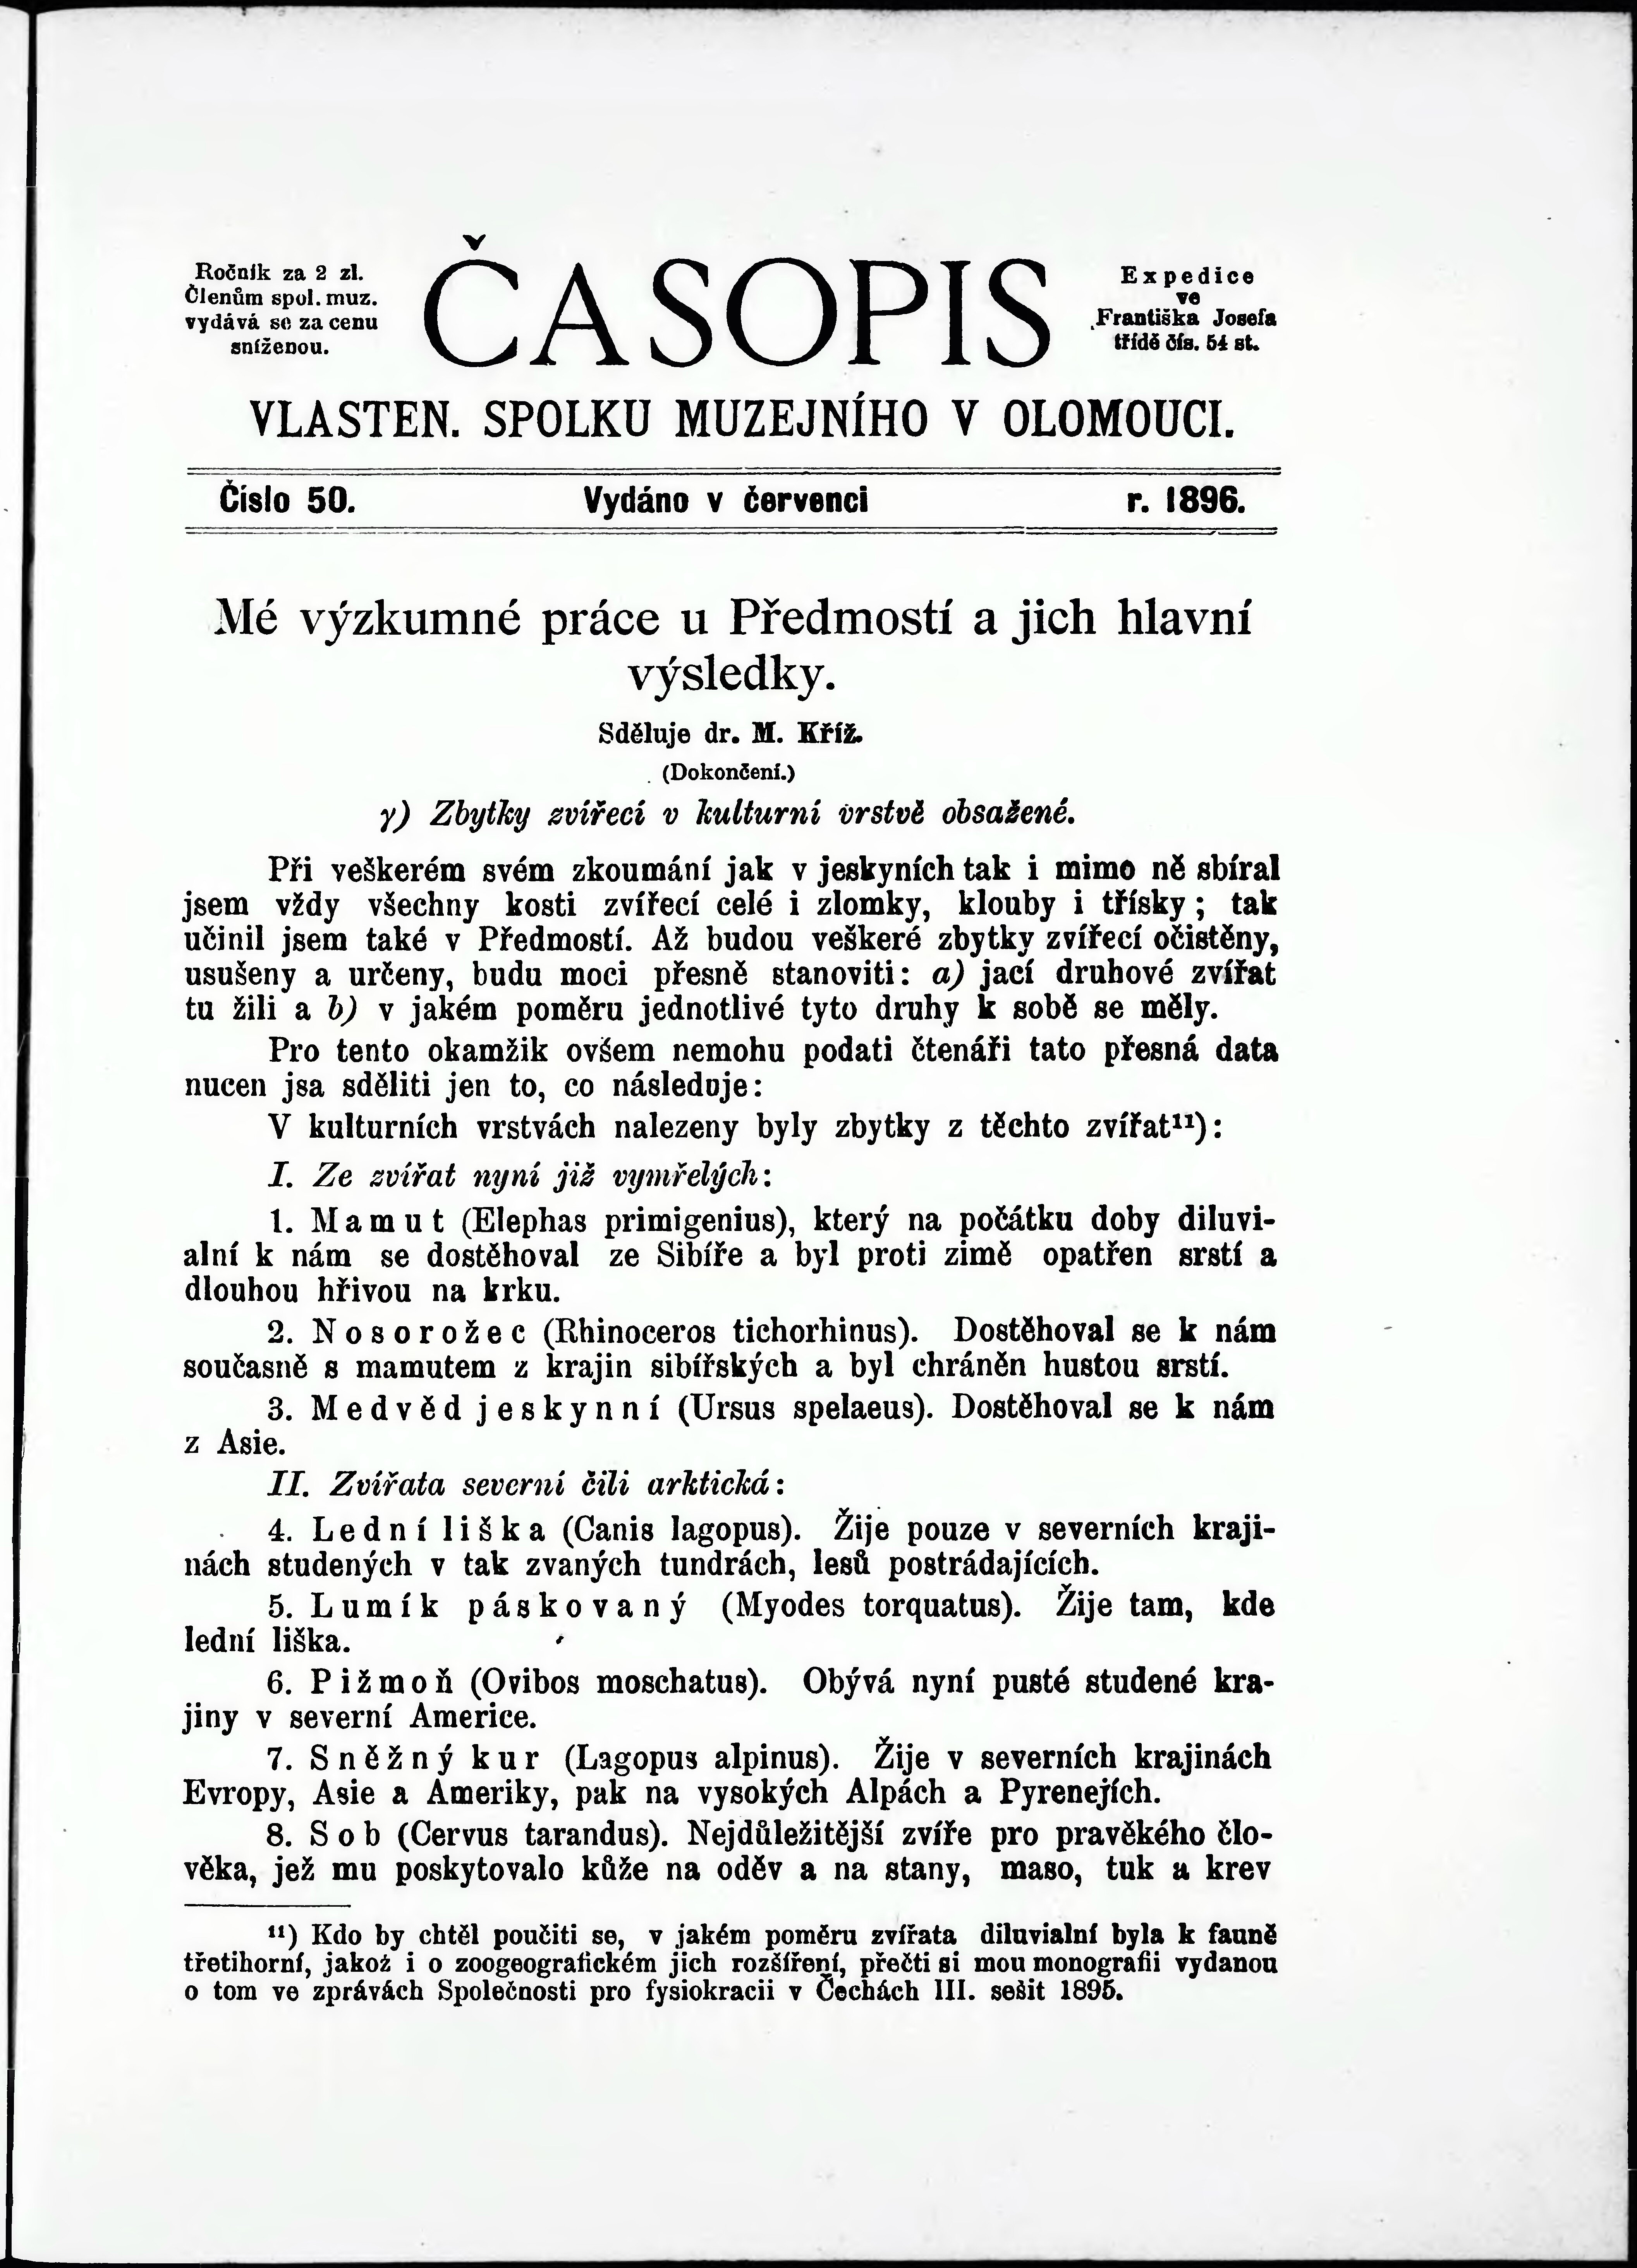 Ročník za 2 zl.
Členům spol. muz.
vydává se za cenu
sníženou.
ČASOPIS
Expedice
ve
Františka Josefa
třídě čís. 54 st.
VLASTEN. SPOLKU MUZEJNÍHO V OLOMOUCI.
Číslo 50. Vydáno v červenci r. 1896.
Mé výzkumné práce u Předmostí a jich hlavní
výsledky.
Sděluje dr. M. Kříž.
(Dokončení.)
γ) Zbytky zvířecí v kulturní vrstvě obsažené.
Při veškerém svém zkoumání jak v jeskyních tak i mimo ně sbíral
jsem vždy všechny kosti zvířecí celé i zlomky, klouby i třísky; tak
učinil jsem také v Předmostí. Až budou veškeré zbytky zvířecí očistěny,
usušeny a určeny, budu moci přesně stanoviti: a) jací druhové zvířat
tu žili a b) v jakém poměru jednotlivé tyto druhy k sobě se měly.
Pro tento okamžik ovšem nemohu podati čtenáři tato přesná data
nucen jsa sděliti jen to, co následuje:
V kulturních vrstvách nalezeny byly zbytky z těchto zvířat¹¹):
I. Ze zvířat nyní již vymřelých:
1. Mamut (Elephas primigenius), který na počátku doby diluvi-
alní k nám se dostěhoval ze Sibíře a byl proti zimě opatřen srstí a
dlouhou hřivou na krku.
2. Nosorožec (Rhinoceros tichorhinus). Dostěhoval se k nám
současně s mamutem z krajin sibířských a byl chráněn hustou srstí.
3. Medvěd jeskynní (Ursus spelaeus). Dostěhoval se k nám
z Asie.
II. Zvířata severní čili arktická:
4. Lední liška (Canis lagopus). Žije pouze v severních kraji-
nách studených v tak zvaných tundrách, lesů postrádajících.
5. Lumík páskovaný (Myodes torquatus). Žije tam, kde
lední liška.
6. Pižmoň (Ovibos moschatus). Obývá nyní pusté studené kra-
jiny v severní Americe.
7. Sněžný kur (Lagopus alpinus). Žije v severních krajinách
Evropy, Asie a Ameriky, pak na vysokých Alpách a Pyrenejích.
8. Sob (Cervus tarandus). Nejdůležitější zvíře pro pravěkého člo-
věka, jež mu poskytovalo kůže na oděv a na stany, maso, tuk a krev
¹¹) Kdo by chtěl poučiti se, v jakém poměru zvířata diluvialní byla k fauně
třetihorní, jakož i o zoogeografickém jich rozšíření, přečti si mou monografii vydanou
o tom ve zprávách Společnosti pro fysiokracii v Čechách III. sešit 1895.